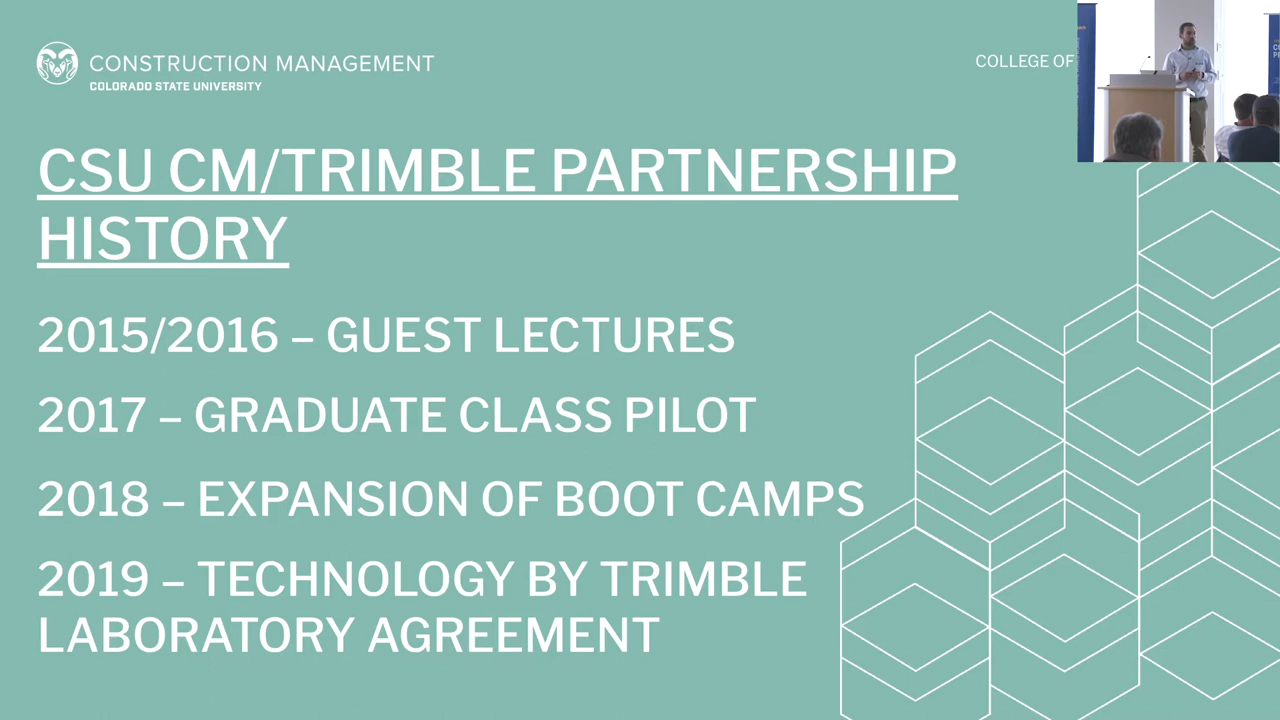 CONSTRUCTION MANAGEMENT
COLORADO STATE UNIVERSITY
COLLEGE OF
CSU CM/TRIMBLE PARTNERSHIP
HISTORY
2015/2016 – GUEST LECTURES
2017 – GRADUATE CLASS PILOT
2018 – EXPANSION OF BOOT CAMPS
2019 – TECHNOLOGY BY TRIMBLE
LABORATORY AGREEMENT